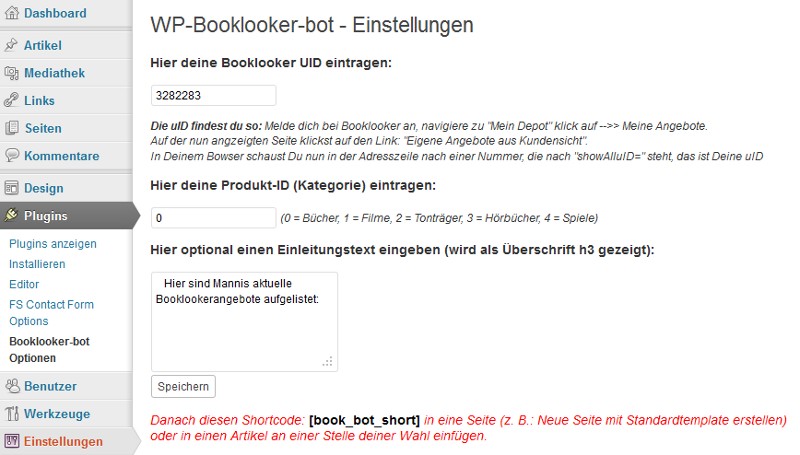 Dashboard
Artikel
Mediathek
Links
Seiten
Kommentare
Design
Plugins
Plugins anzeigen
Installieren
Editor
FS Contact Form
Options
Booklooker-bot
Optionen
Benutzer
Werkzeuge
Einstellungen
WP-Booklooker-bot - Einstellungen
Hier deine Booklooker UID eintragen:
3282283
Die uID findest du so: Melde dich bei Booklooker an, navigiere zu "Mein Depot" klick auf -->> Meine Angebote.
Auf der nun angzeigten Seite klickst auf den Link: "Eigene Angebote aus Kundensicht".
In Deinem Bowser schaust Du nun in der Adresszeile nach einer Nummer, die nach "showAlluID=" steht, das ist Deine uID
Hier deine Produkt-ID (Kategorie) eintragen:
0 (0 = Bücher, 1 = Filme, 2 = Tonträger, 3 = Hörbücher, 4 = Spiele)
Hier optional einen Einleitungstext eingeben (wird als Überschrift h3 gezeigt):
Hier sind Mannis aktuelle
Booklookerangebote aufgelistet:
Speichern
Danach diesen Shortcode: [book_bot_short] in eine Seite (z. B.: Neue Seite mit Standardtemplate erstellen)
oder in einen Artikel an einer Stelle deiner Wahl einfügen.